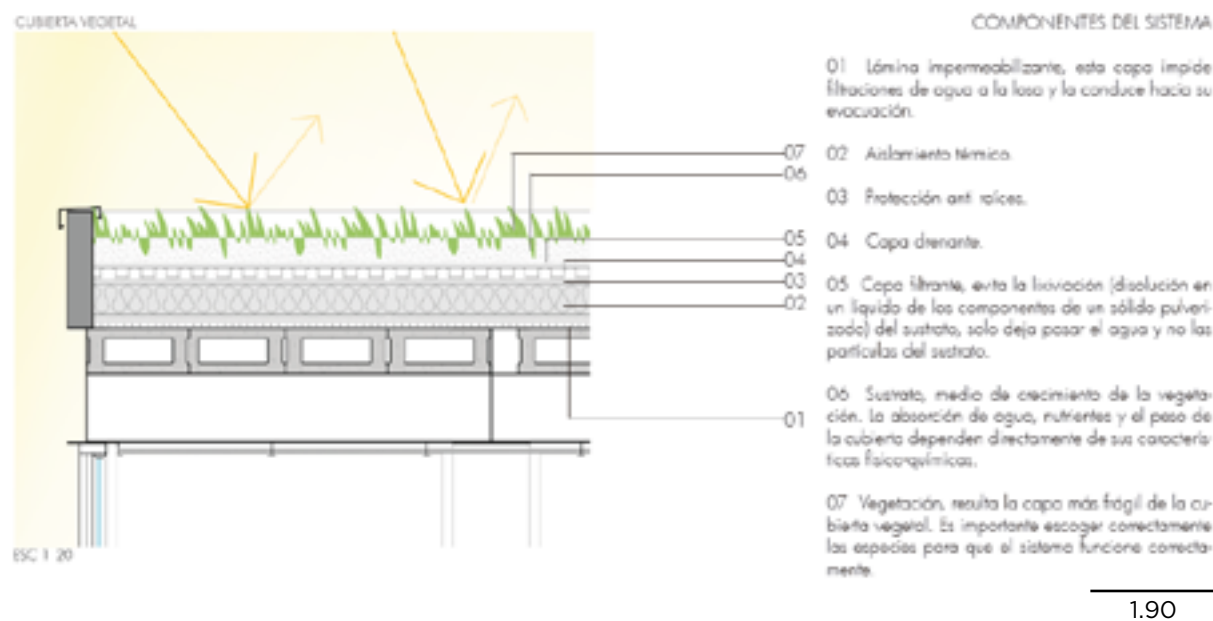 CUBIERTA VEGETAL
COMPONENTES DEL SISTEMA
01 Lámina impermeabilizante, esta capa impide
filtraciones de agua a la losa y la conduce hacia su
evacuación.
02 Aislamiento térmico.
03 Protección anti raíces.
04 Capa drenante.
05 Capa filtrante, evita la lixiviación (disolución en
un líquido de los componentes de un sólido pulveri-
zado) del sustrato, solo deja pasar el agua y no las
partículas del sustrato.
06 Sustrato, medio de crecimiento de la vegeta-
ción. La absorción de agua, nutrientes y el peso de
la cubierta dependen directamente de sus caracterís-
ticas físico-químicas.
07 Vegetación, resulta la capa más frágil de la cu-
bierta vegetal. Es importante escoger correctamente
las especies para que el sistema funcione correcta-
mente.
07
06
05
04
03
02
01
ESC 1 20
1.90